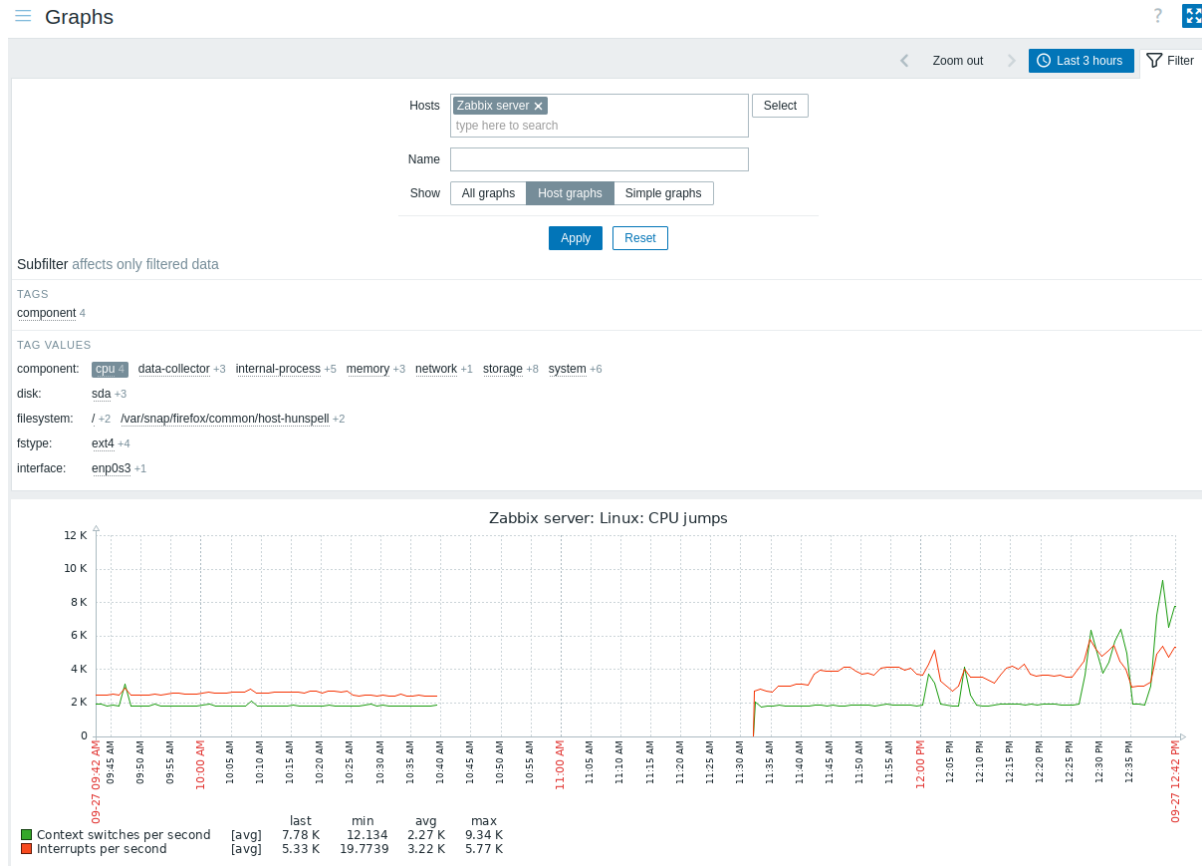 Graphs ?
Zoom out Last 3 hours Filter
Hosts Zabbix server × Select
type here to search
Name
Show All graphs Host graphs Simple graphs
Apply Reset
Subfilter affects only filtered data
TAGS
component 4
TAG VALUES
component: cpu 4 data-collector +3 internal-process +5 memory +3 network +1 storage +8 system +6
disk: sda +3
filesystem: / +2 /var/snap/firefox/common/host-hunspell +2
fstype: ext4 +4
interface: enp0s3 +1
Zabbix server: Linux: CPU jumps
12 K
10 K
8 K
6 K
4 K
2 K
0
09-27 09:42 AM 09:45 AM 09:50 AM 09:55 AM 10:00 AM 10:05 AM 10:10 AM 10:15 AM 10:20 AM 10:25 AM 10:30 AM 10:35 AM 10:40 AM 10:45 AM 10:50 AM 10:55 AM 11:00 AM 11:05 AM 11:10 AM 11:15 AM 11:20 AM 11:25 AM 11:30 AM 11:35 AM 11:40 AM 11:45 AM 11:50 AM 11:55 AM 12:00 PM 12:05 PM 12:10 PM 12:15 PM 12:20 PM 12:25 PM 12:30 PM 12:35 PM 09-27 12:42 PM
last min avg max
Context switches per second [avg] 7.78 K 12.134 2.27 K 9.34 K
Interrupts per second [avg] 5.33 K 19.7739 3.22 K 5.77 K